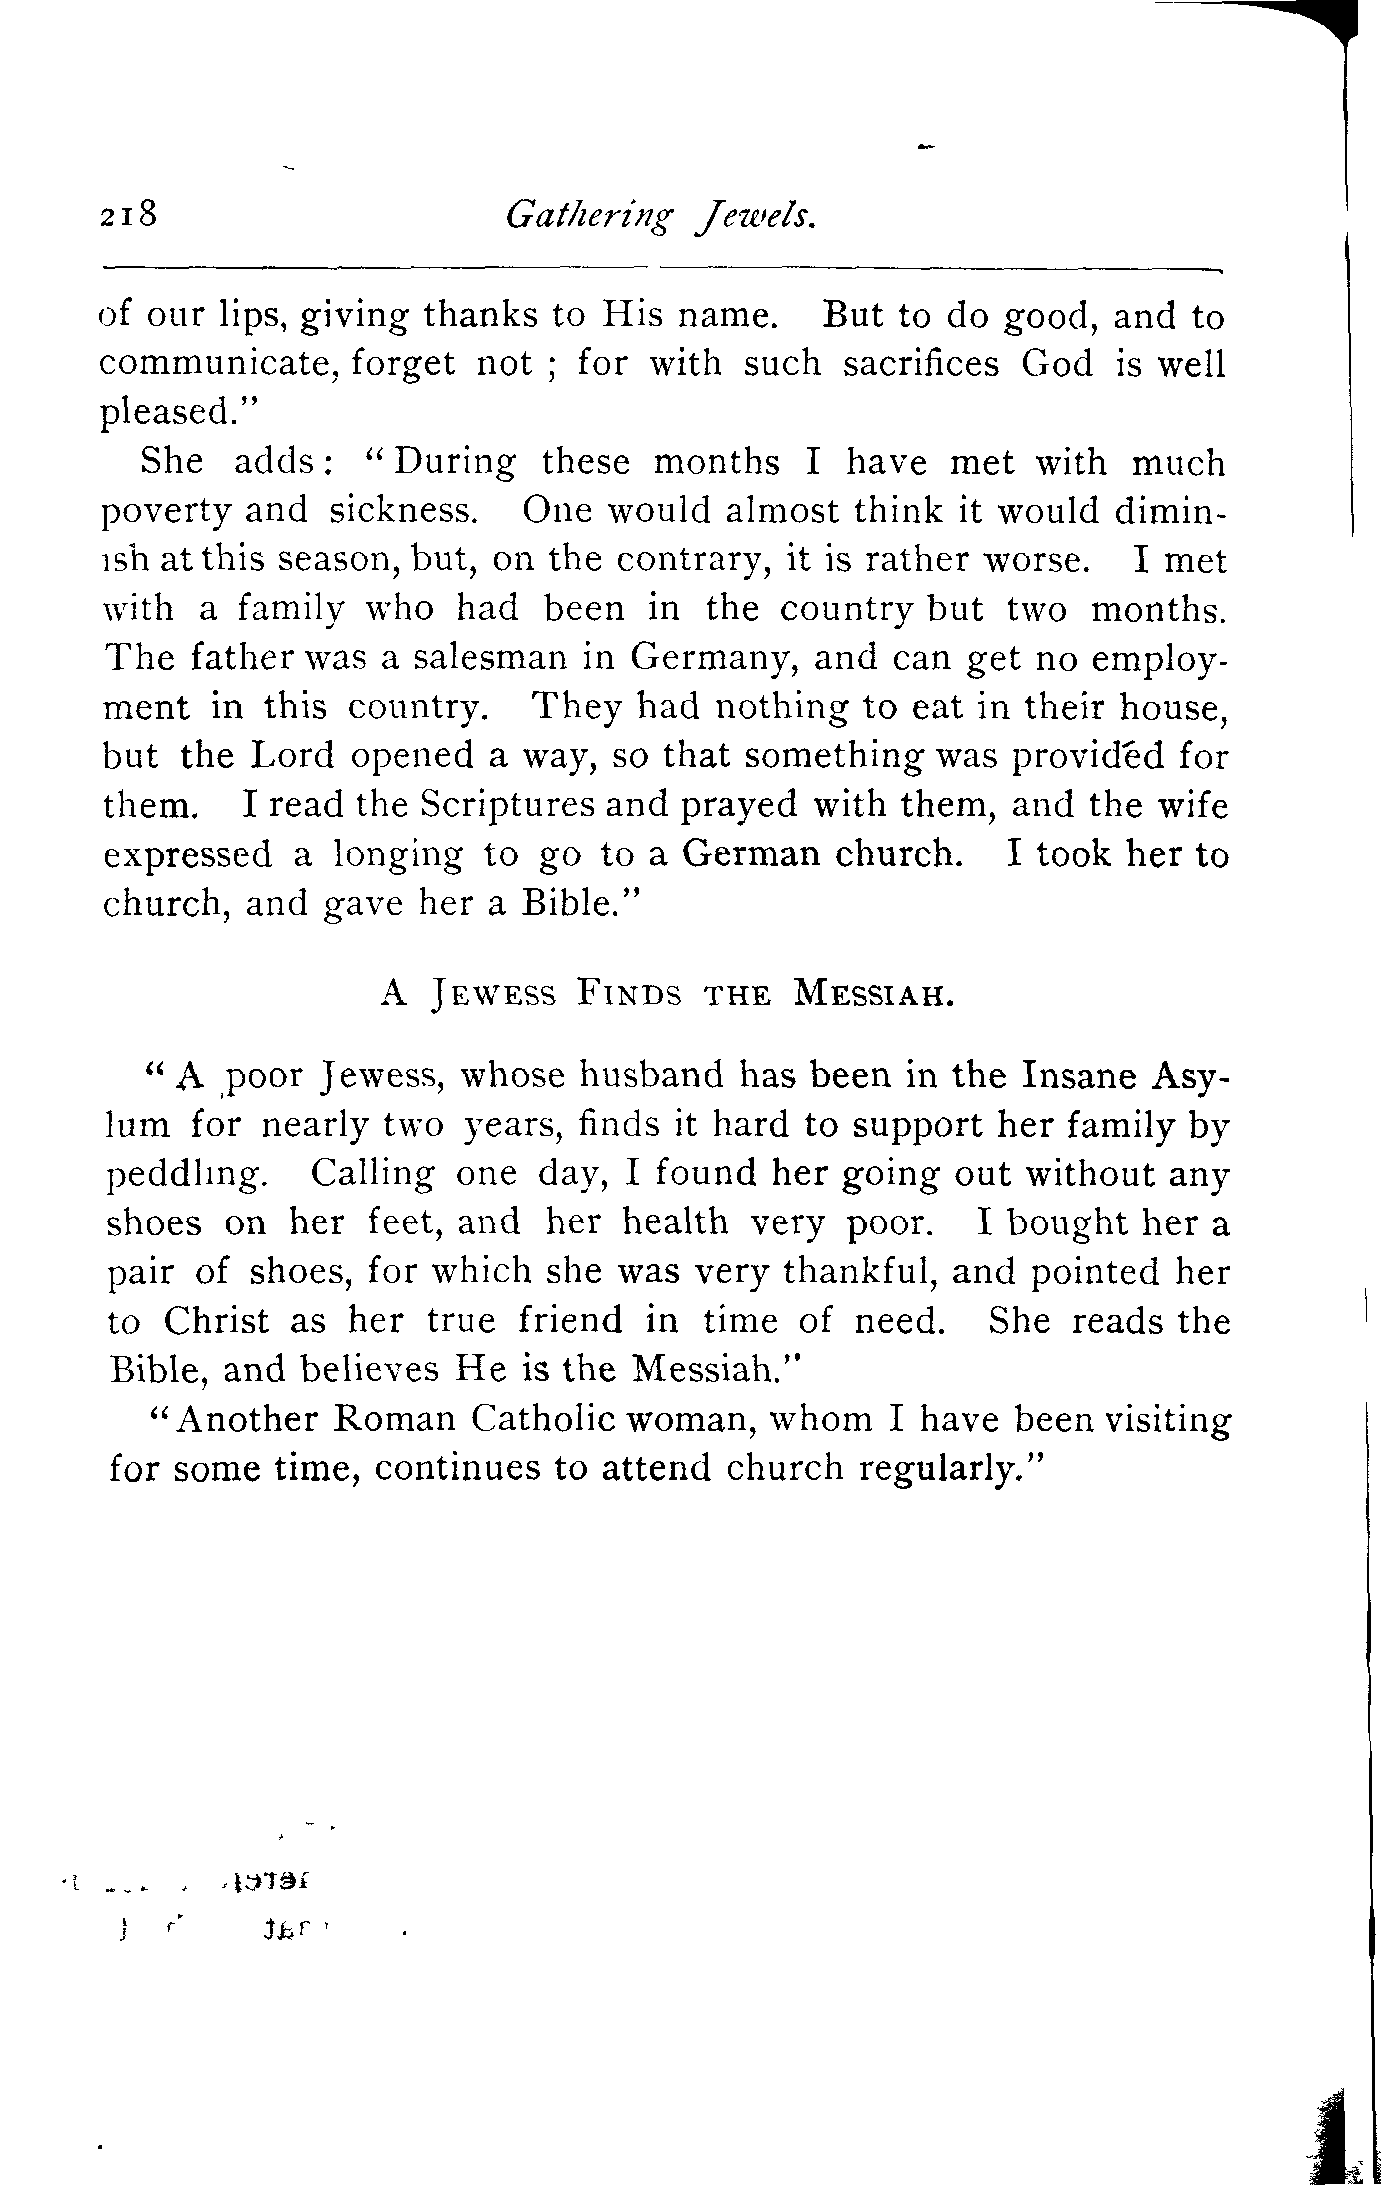 218 Gathering Jewels.
of our lips, giving thanks to His name. But to do good, and to
communicate, forget not ; for with such sacrifices God is well
pleased."
She adds: "During these months I have met with much
poverty and sickness. One would almost think it would dimin-
ish at this season, but, on the contrary, it is rather worse. I met
with a family who had been in the country but two months.
The father was a salesman in Germany, and can get no employ-
ment in this country. They had nothing to eat in their house,
but the Lord opened a way, so that something was provided for
them. I read the Scriptures and prayed with them, and the wife
expressed a longing to go to a German church. I took her to
church, and gave her a Bible."
A JEWESS FINDS THE MESSIAH.
"A poor Jewess, whose husband has been in the Insane Asy-
lum for nearly two years, finds it hard to support her family by
peddling. Calling one day, I found her going out without any
shoes on her feet, and her health very poor. I bought her a
pair of shoes, for which she was very thankful, and pointed her
to Christ as her true friend in time of need. She reads the
Bible, and believes He is the Messiah."
"Another Roman Catholic woman, whom I have been visiting
for some time, continues to attend church regularly."